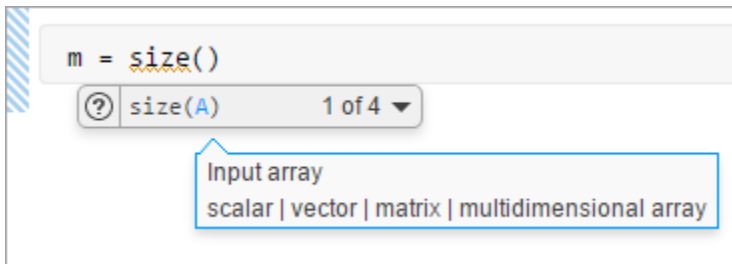 m = size()
? size(A) 1 of 4
Input array
scalar | vector | matrix | multidimensional array